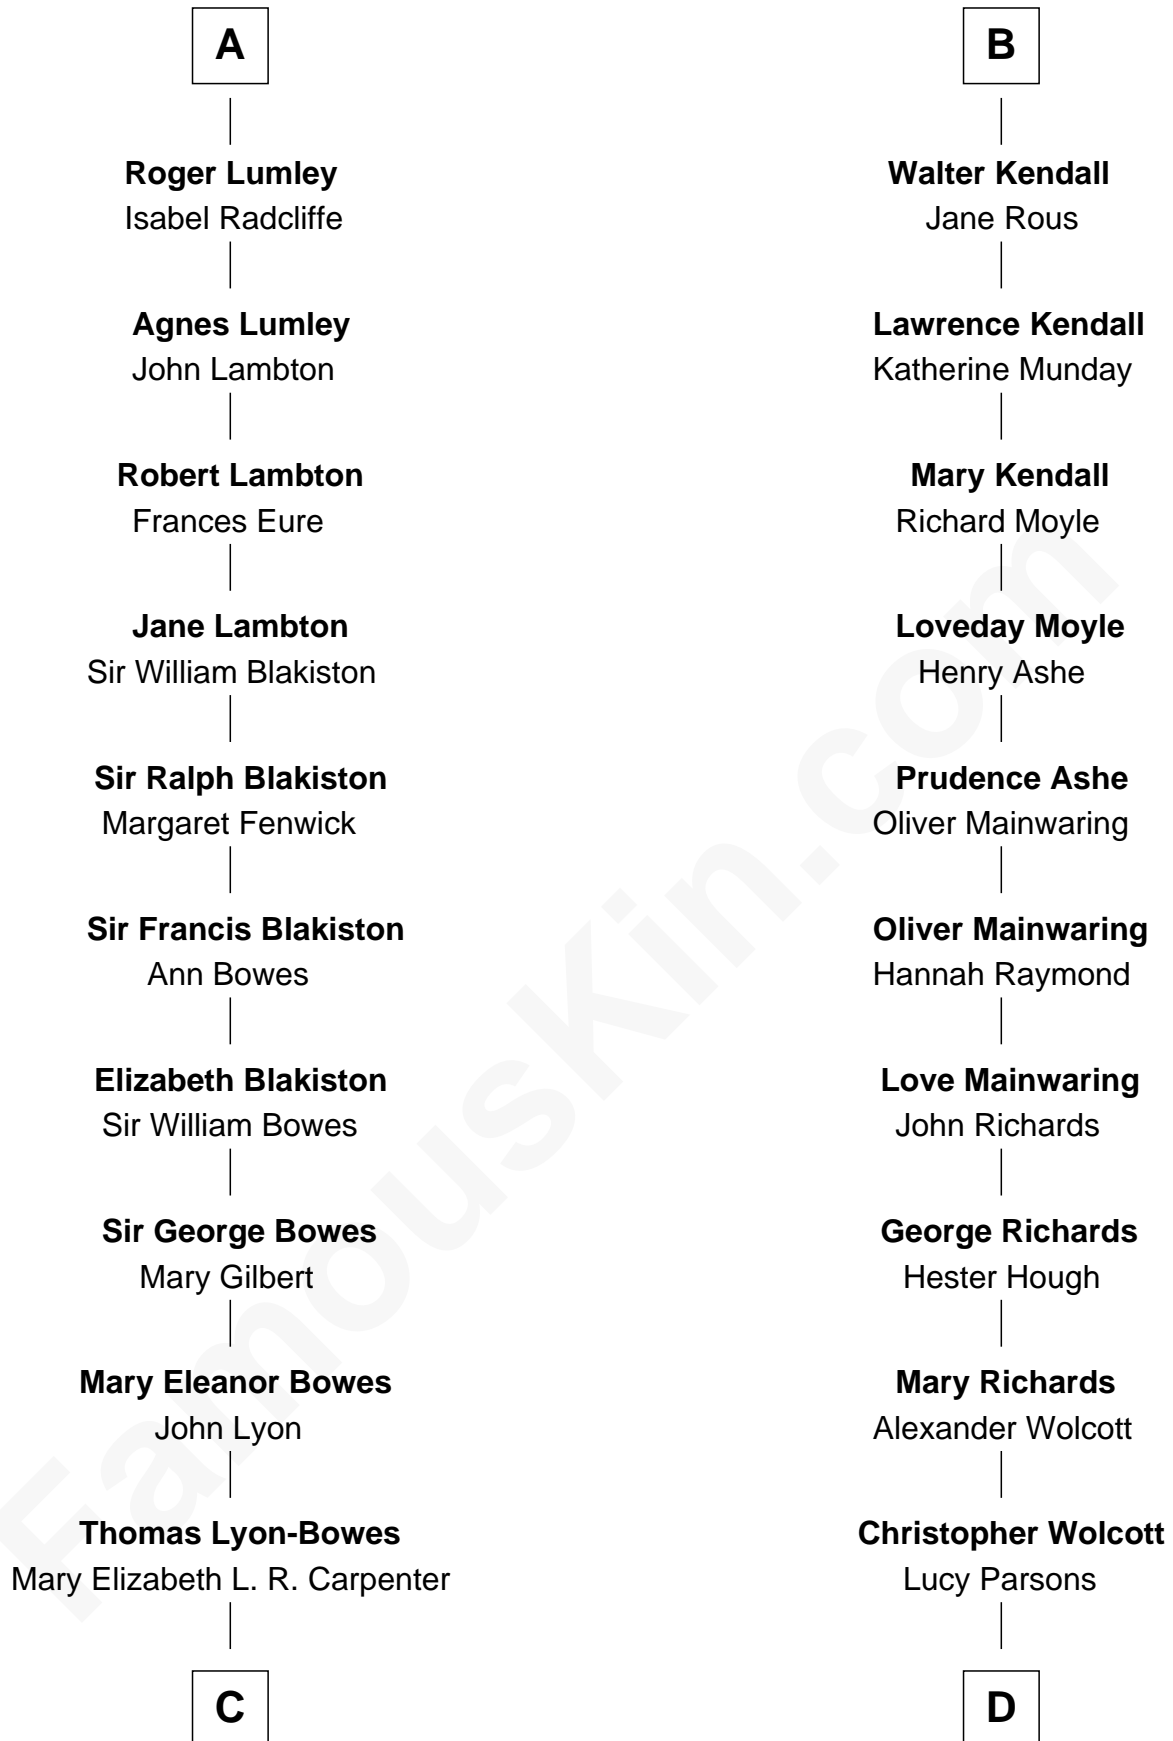 A
Roger Lumley
Isabel Radcliffe
Agnes Lumley
John Lambton
Robert Lambton
Frances Eure
Jane Lambton
Sir William Blakiston
Sir Ralph Blakiston
Margaret Fenwick
Sir Francis Blakiston
Ann Bowes
Elizabeth Blakiston
Sir William Bowes
Sir George Bowes
Mary Gilbert
Mary Eleanor Bowes
John Lyon
Thomas Lyon-Bowes
Mary Elizabeth L. R. Carpenter
C
B
Walter Kendall
Jane Rous
Lawrence Kendall
Katherine Munday
Mary Kendall
Richard Moyle
Loveday Moyle
Henry Ashe
Prudence Ashe
Oliver Mainwaring
Oliver Mainwaring
Hannah Raymond
Love Mainwaring
John Richards
George Richards
Hester Hough
Mary Richards
Alexander Wolcott
Christopher Wolcott
Lucy Parsons
D
FamousKin.com